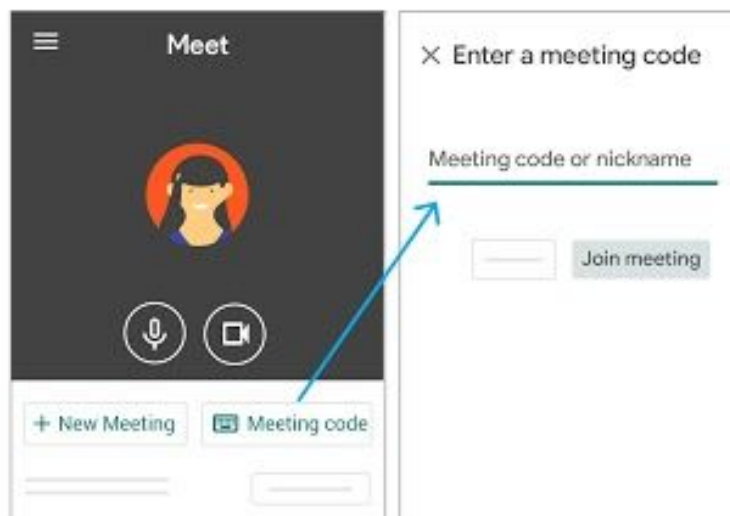 Meet
+ New Meeting
Meeting code
× Enter a meeting code
Meeting code or nickname
Join meeting